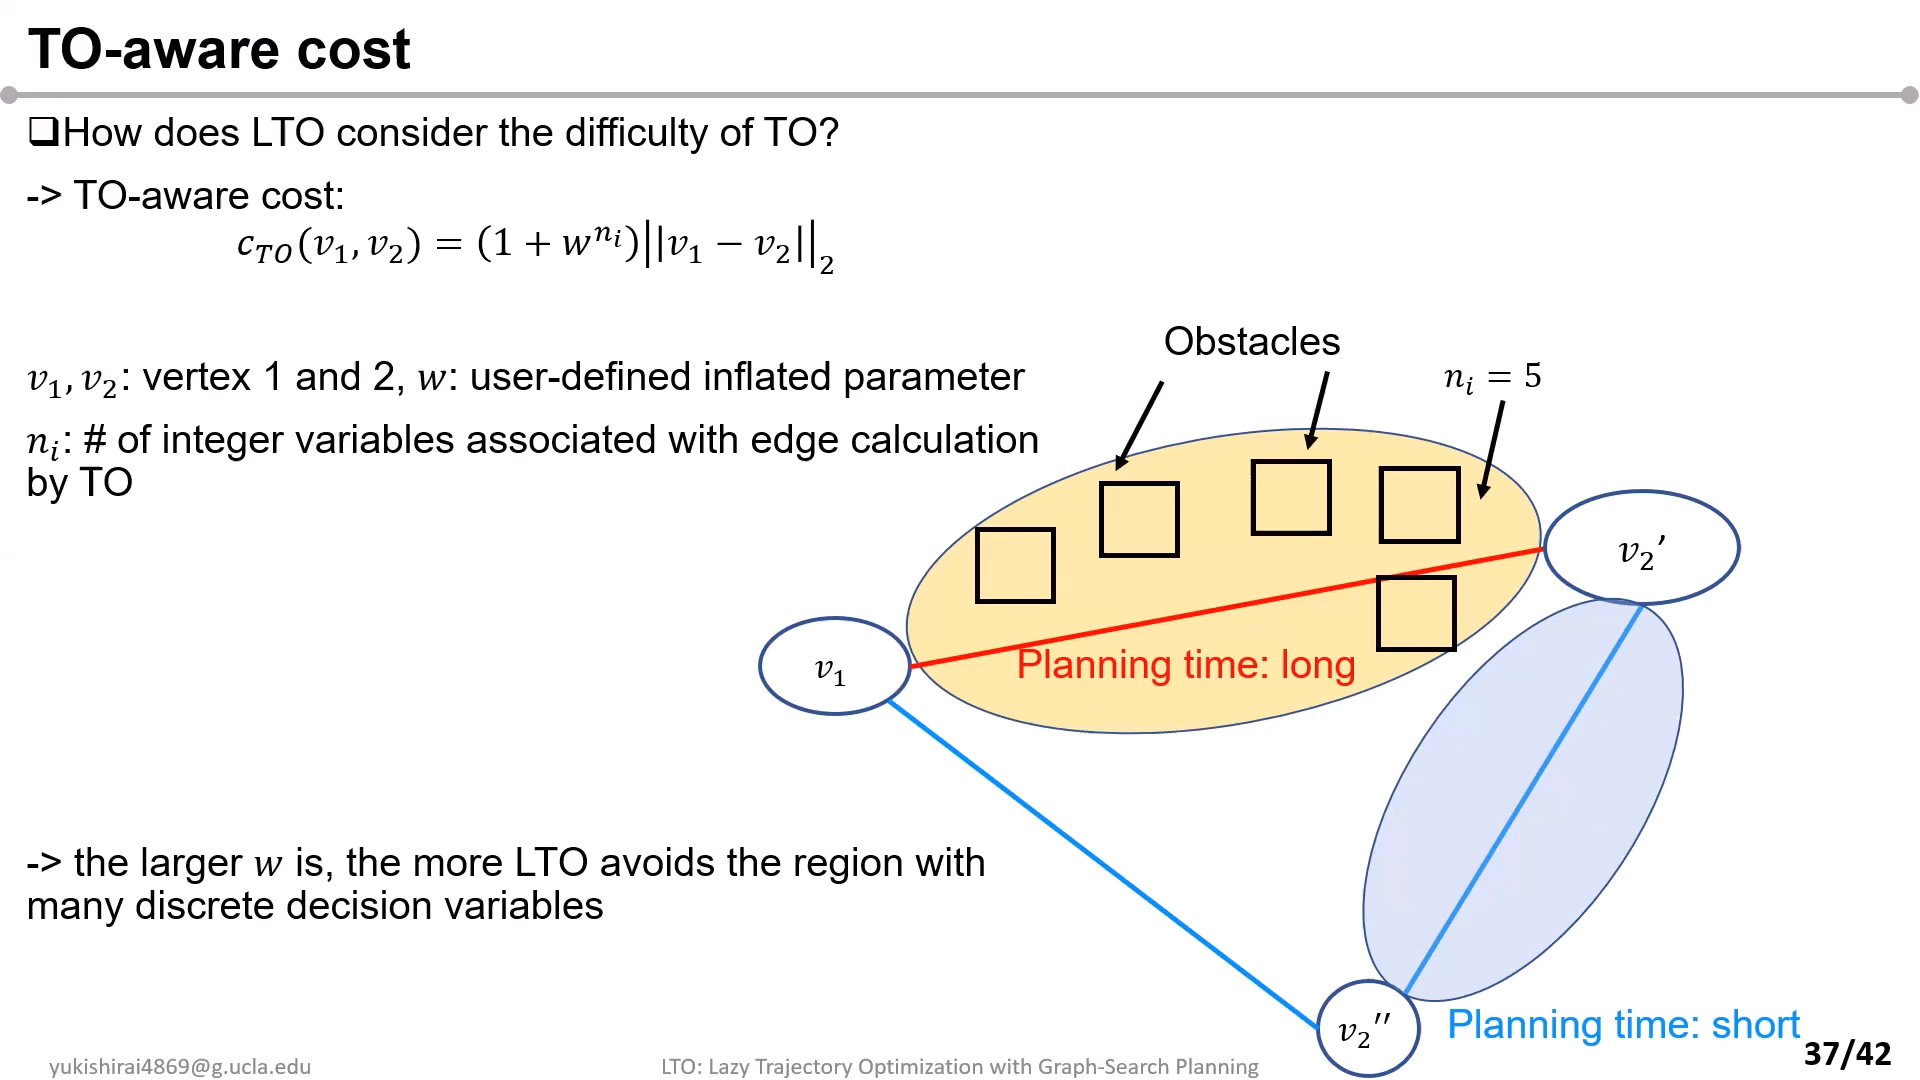 TO-aware cost
❑How does LTO consider the difficulty of TO?
-> TO-aware cost:
c_{TO}(v_1, v_2) = (1 + w^{n_i})||v_1 − v_2||_2
Obstacles
n_i = 5
v_1, v_2: vertex 1 and 2, w: user-defined inflated parameter
n_i: # of integer variables associated with edge calculation
by TO
v_2'
v_1
Planning time: long
-> the larger w is, the more LTO avoids the region with
many discrete decision variables
v_2''
Planning time: short
yukishirai4869@g.ucla.edu
LTO: Lazy Trajectory Optimization with Graph-Search Planning
37/42